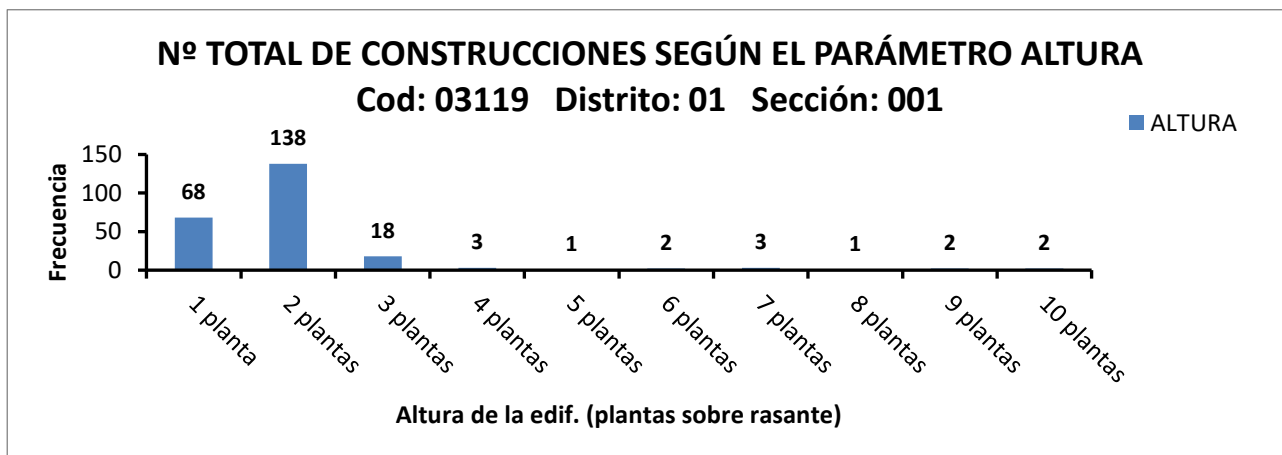 Nº TOTAL DE CONSTRUCCIONES SEGÚN EL PARÁMETRO ALTURA
Cod: 03119 Distrito: 01 Sección: 001
ALTURA
Frecuencia
150
100
50
0
68
138
18
3
1
2
3
1
2
2
1 planta
2 plantas
3 plantas
4 plantas
5 plantas
6 plantas
7 plantas
8 plantas
9 plantas
10 plantas
Altura de la edif. (plantas sobre rasante)